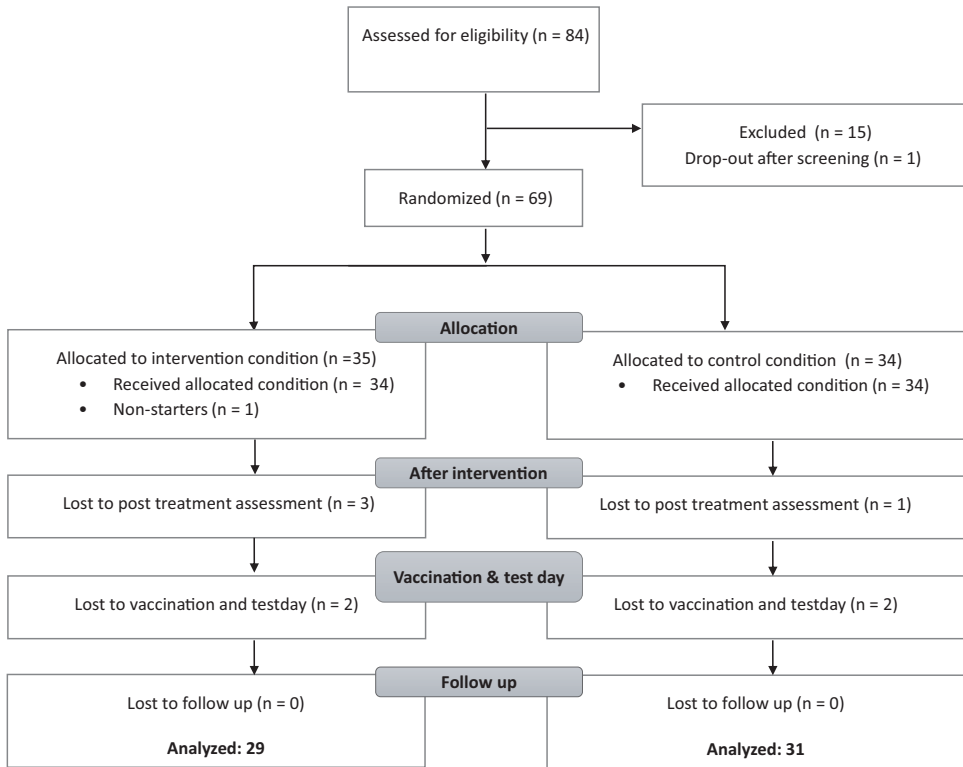 Assessed for eligibility (n = 84)
Excluded (n = 15)
Drop-out after screening (n = 1)
Randomized (n = 69)
Allocation
Allocated to intervention condition (n =35)
• Received allocated condition (n = 34)
• Non-starters (n = 1)
Allocated to control condition (n = 34)
• Received allocated condition (n = 34)
After intervention
Lost to post treatment assessment (n = 3)
Lost to post treatment assessment (n = 1)
Vaccination & test day
Lost to vaccination and testday (n = 2)
Lost to vaccination and testday (n = 2)
Follow up
Lost to follow up (n = 0)
Analyzed: 29
Lost to follow up (n = 0)
Analyzed: 31